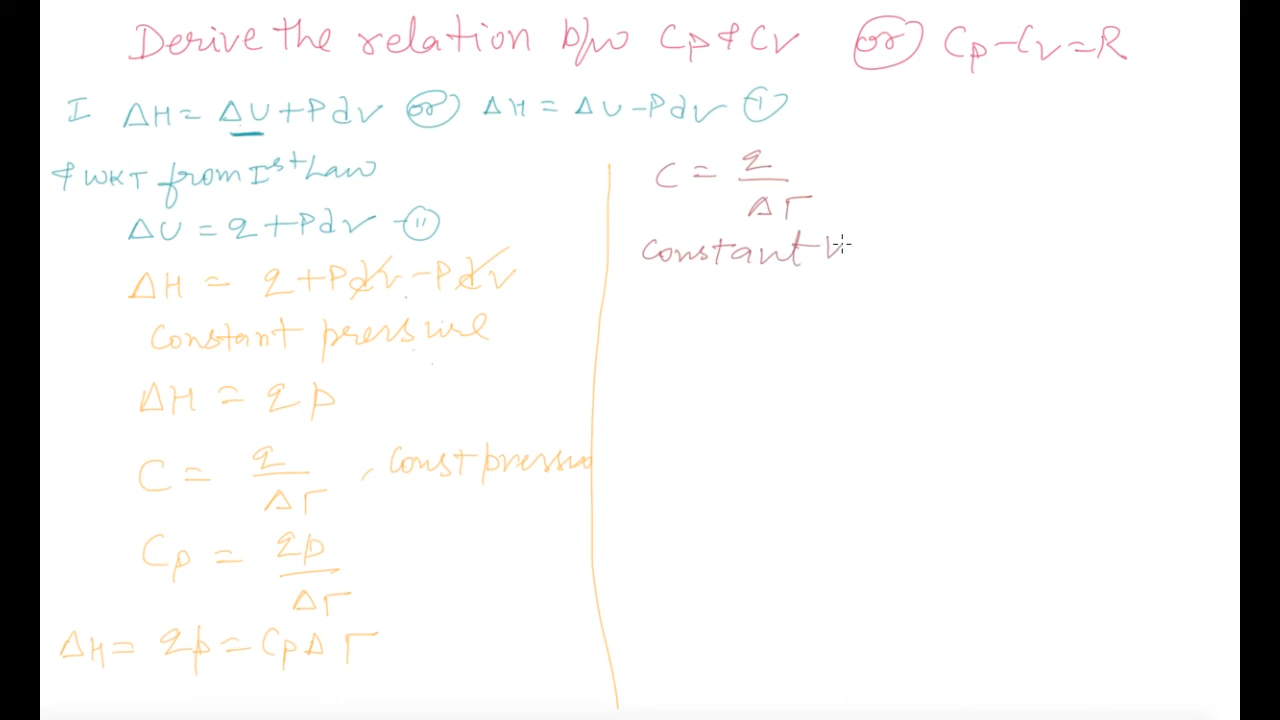 Derive the relation b/w Cp & Cv or Cp-Cv=R
I ΔH = ΔU + Pdv or ΔH = ΔU - Pdv (i)
& WKT from Ist Law
ΔU = q + Pdv - (ii)
ΔH = q + Pdv - Pdv
Constant pressure
ΔH = qp
C = q/ΔT , Const pressure
Cp = qp/ΔT
ΔH = qp = CpΔT
C = q/ΔT
constant v